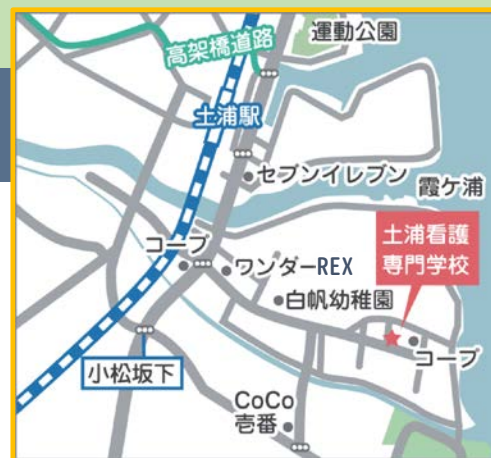 運動公園
高架橋道路
土浦駅
セブンイレブン
霞ケ浦
土浦看護
専門学校
コープ
ワンダーREX
白帆幼稚園
コープ
小松坂下
CoCo
壱番